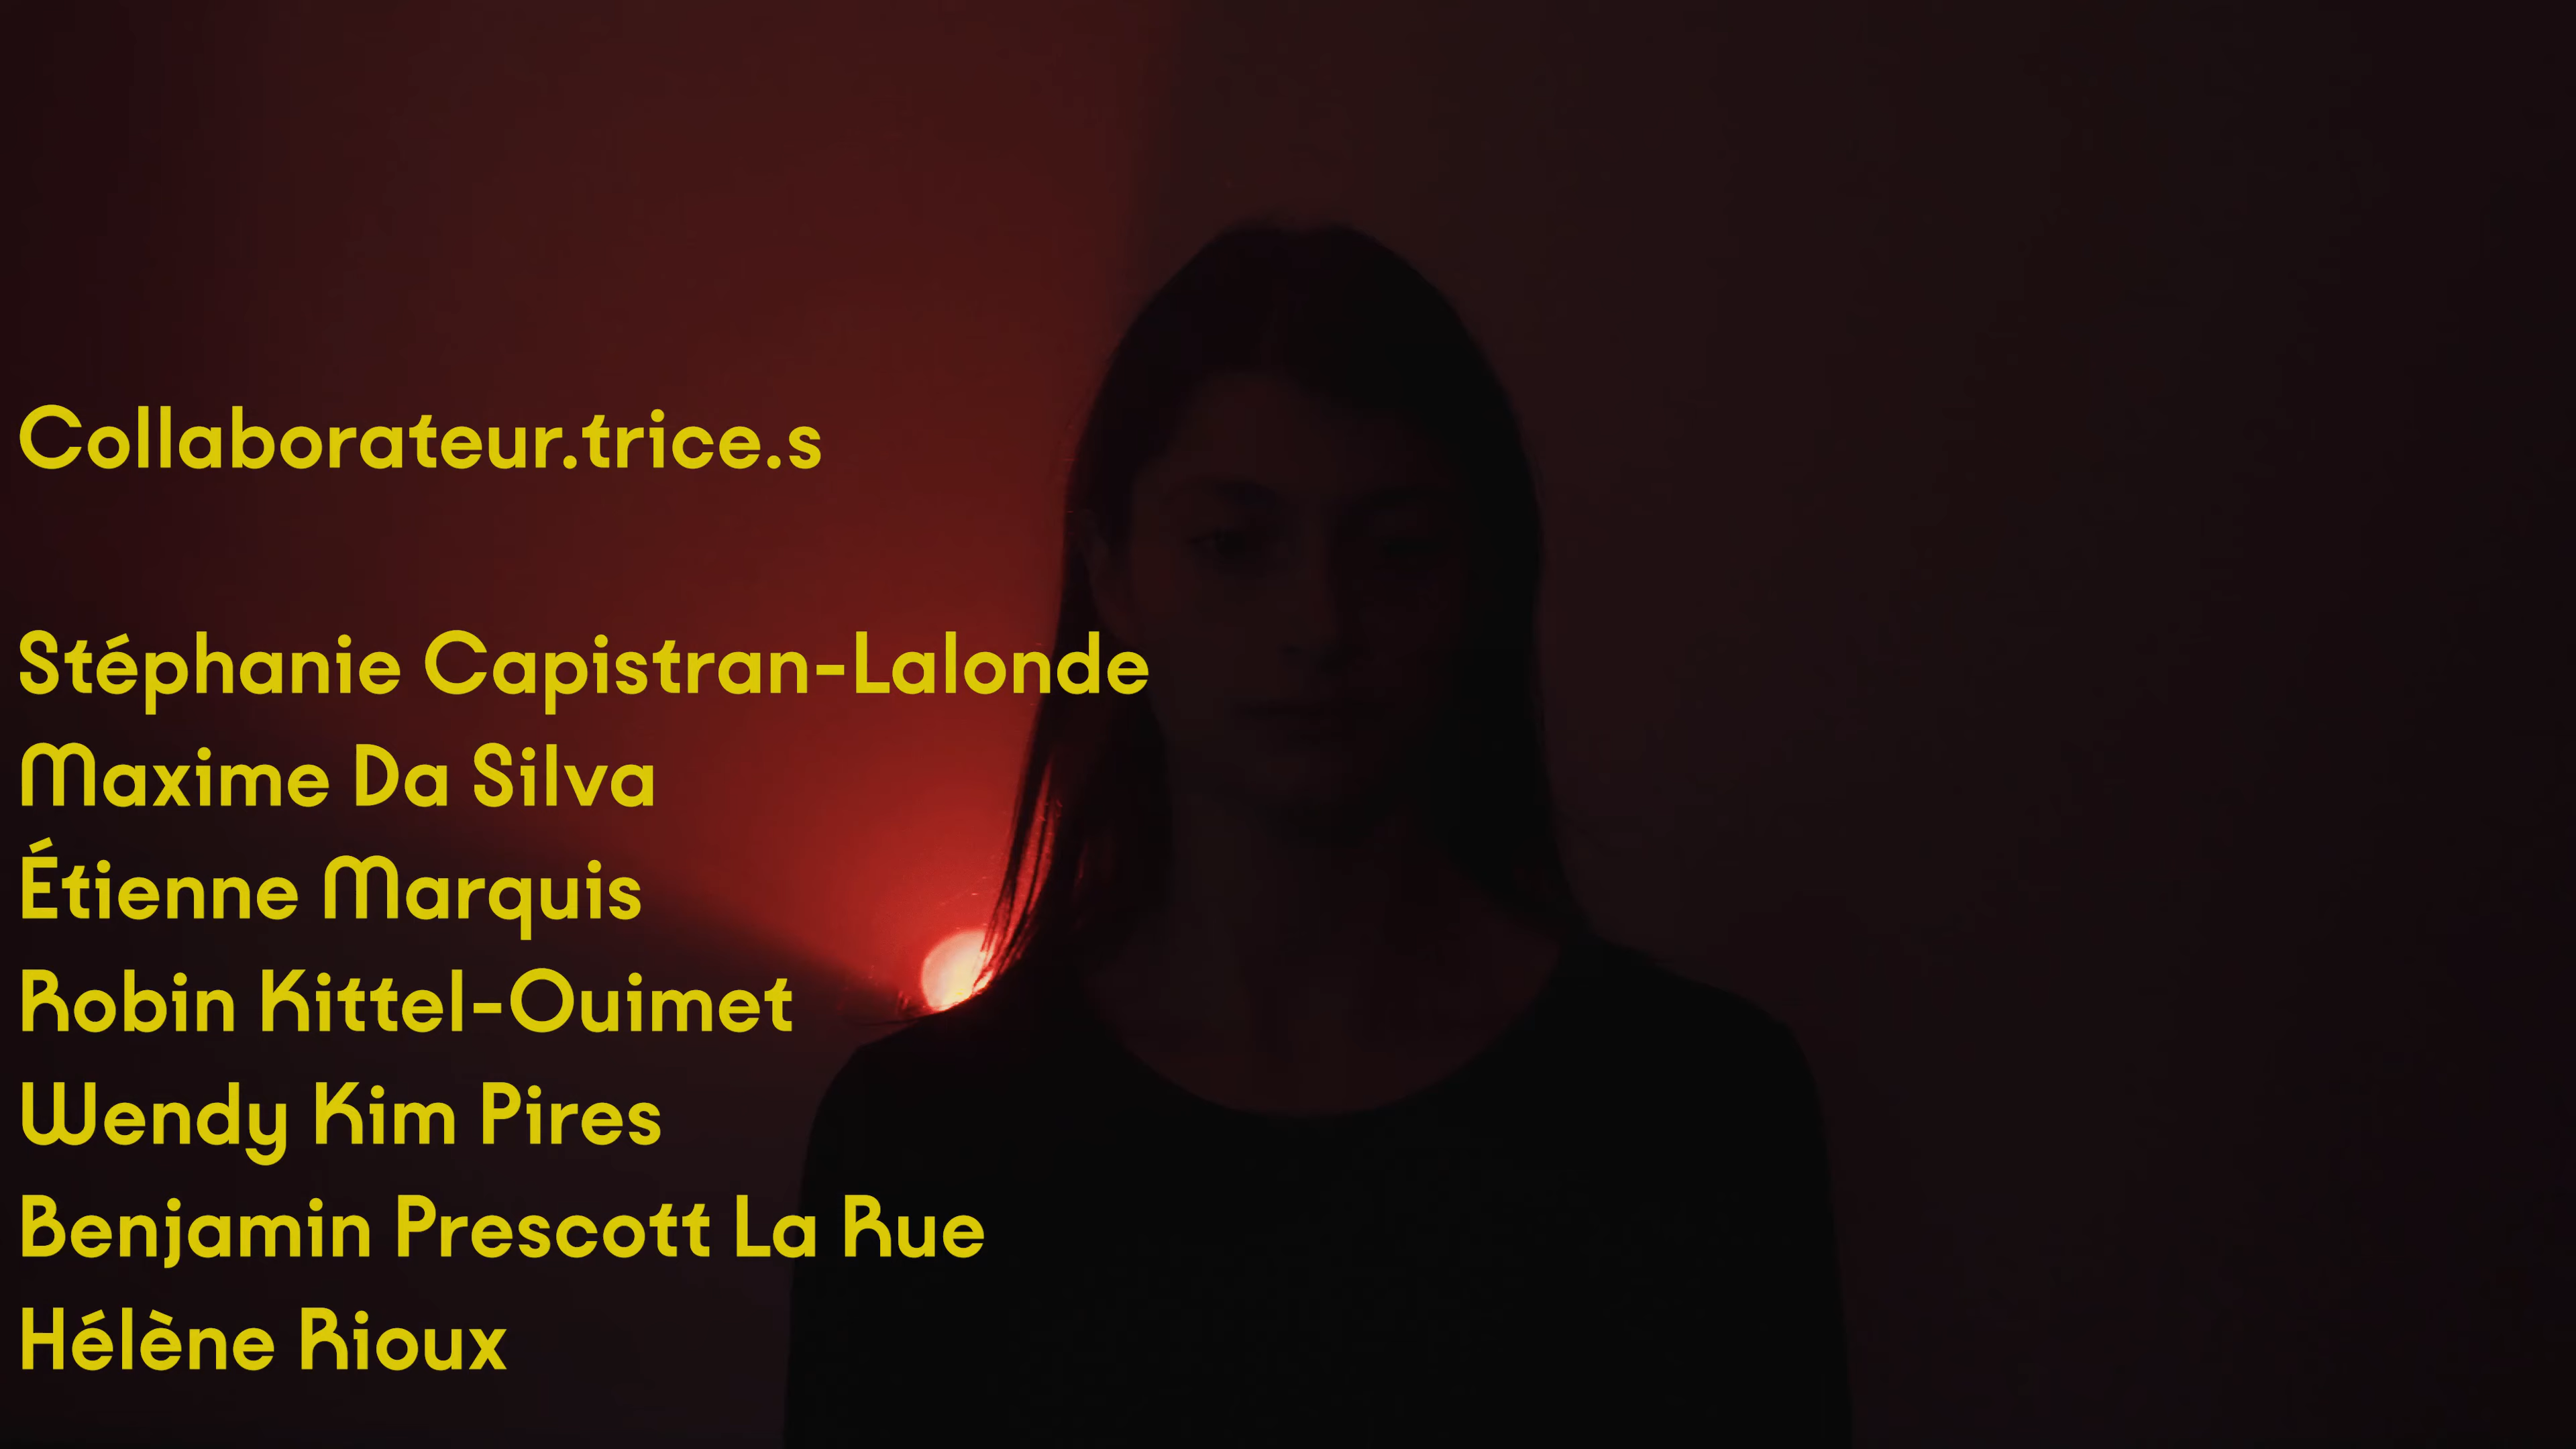 Collaborateur.trice.s
Stéphanie Capistran-Lalonde
Maxime Da Silva
Étienne Marquis
Robin Kittel-Ouimet
Wendy Kim Pires
Benjamin Prescott La Rue
Hélène Rioux